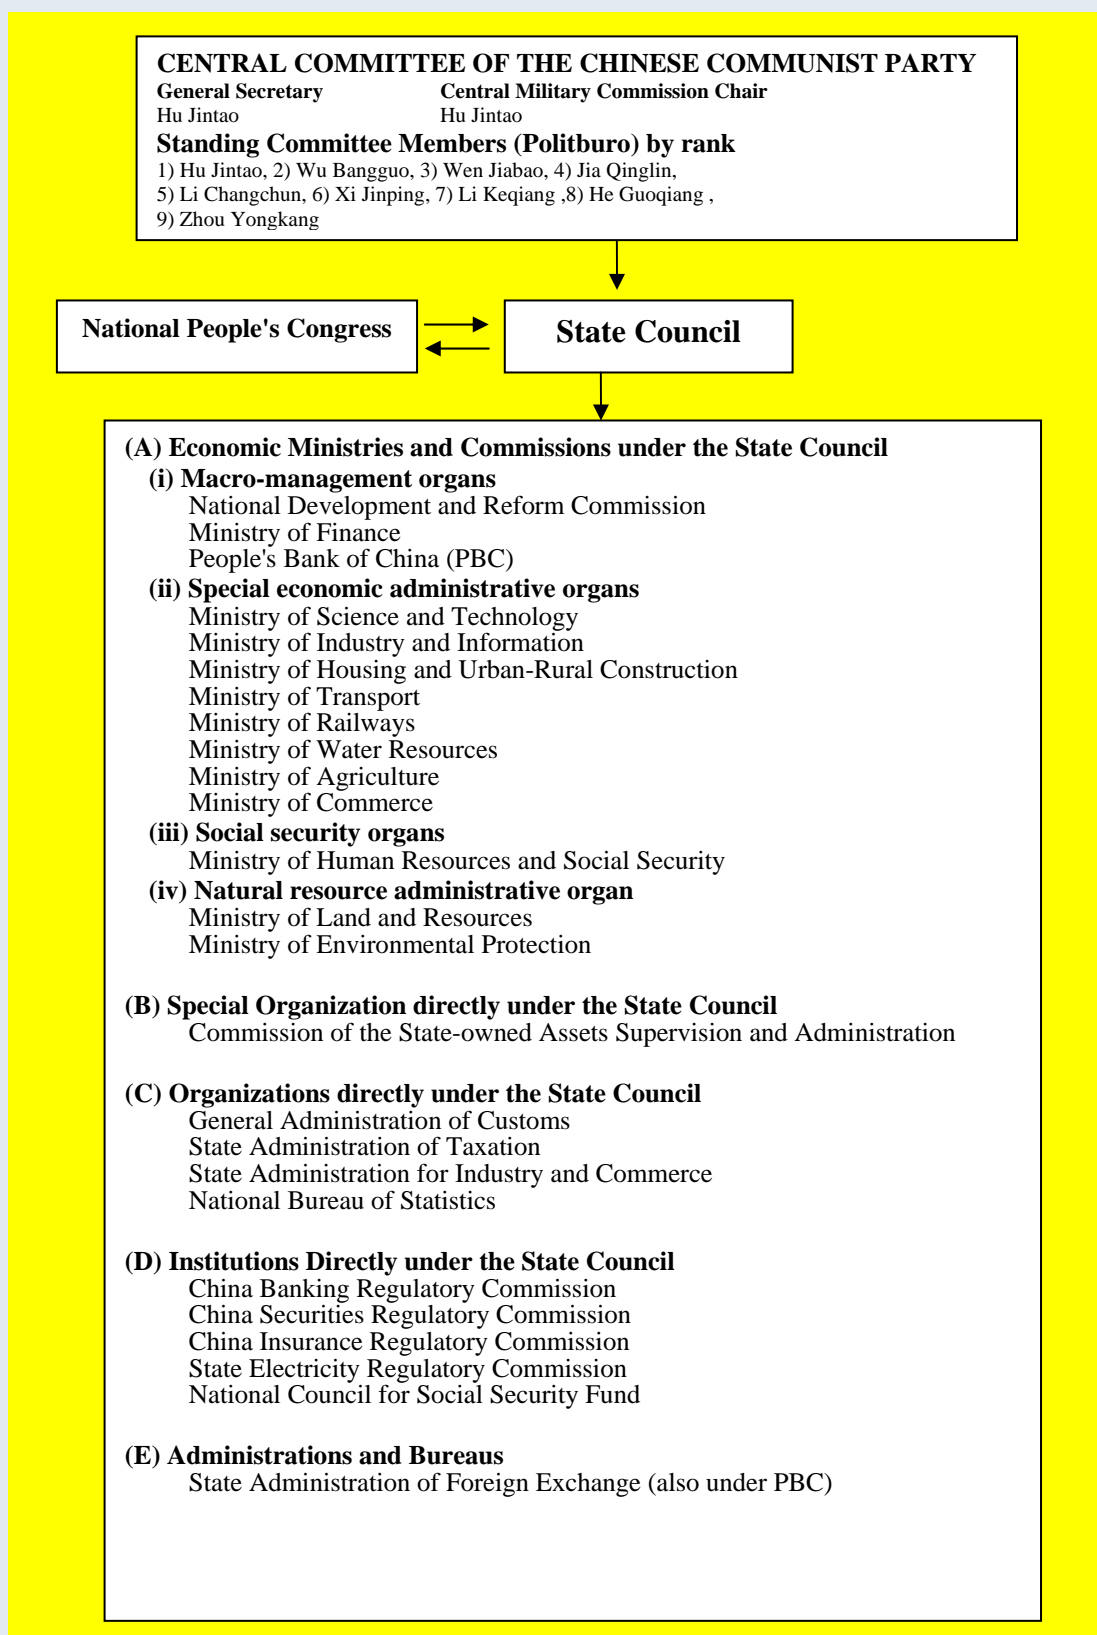 CENTRAL COMMITTEE OF THE CHINESE COMMUNIST PARTY
General Secretary Central Military Commission Chair
Hu Jintao Hu Jintao
Standing Committee Members (Politburo) by rank
1) Hu Jintao, 2) Wu Bangguo, 3) Wen Jiabao, 4) Jia Qinglin,
5) Li Changchun, 6) Xi Jinping, 7) Li Keqiang ,8) He Guoqiang ,
9) Zhou Yongkang
National People's Congress
State Council
(A) Economic Ministries and Commissions under the State Council
(i) Macro-management organs
National Development and Reform Commission
Ministry of Finance
People's Bank of China (PBC)
(ii) Special economic administrative organs
Ministry of Science and Technology
Ministry of Industry and Information
Ministry of Housing and Urban-Rural Construction
Ministry of Transport
Ministry of Railways
Ministry of Water Resources
Ministry of Agriculture
Ministry of Commerce
(iii) Social security organs
Ministry of Human Resources and Social Security
(iv) Natural resource administrative organ
Ministry of Land and Resources
Ministry of Environmental Protection
(B) Special Organization directly under the State Council
Commission of the State-owned Assets Supervision and Administration
(C) Organizations directly under the State Council
General Administration of Customs
State Administration of Taxation
State Administration for Industry and Commerce
National Bureau of Statistics
(D) Institutions Directly under the State Council
China Banking Regulatory Commission
China Securities Regulatory Commission
China Insurance Regulatory Commission
State Electricity Regulatory Commission
National Council for Social Security Fund
(E) Administrations and Bureaus
State Administration of Foreign Exchange (also under PBC)